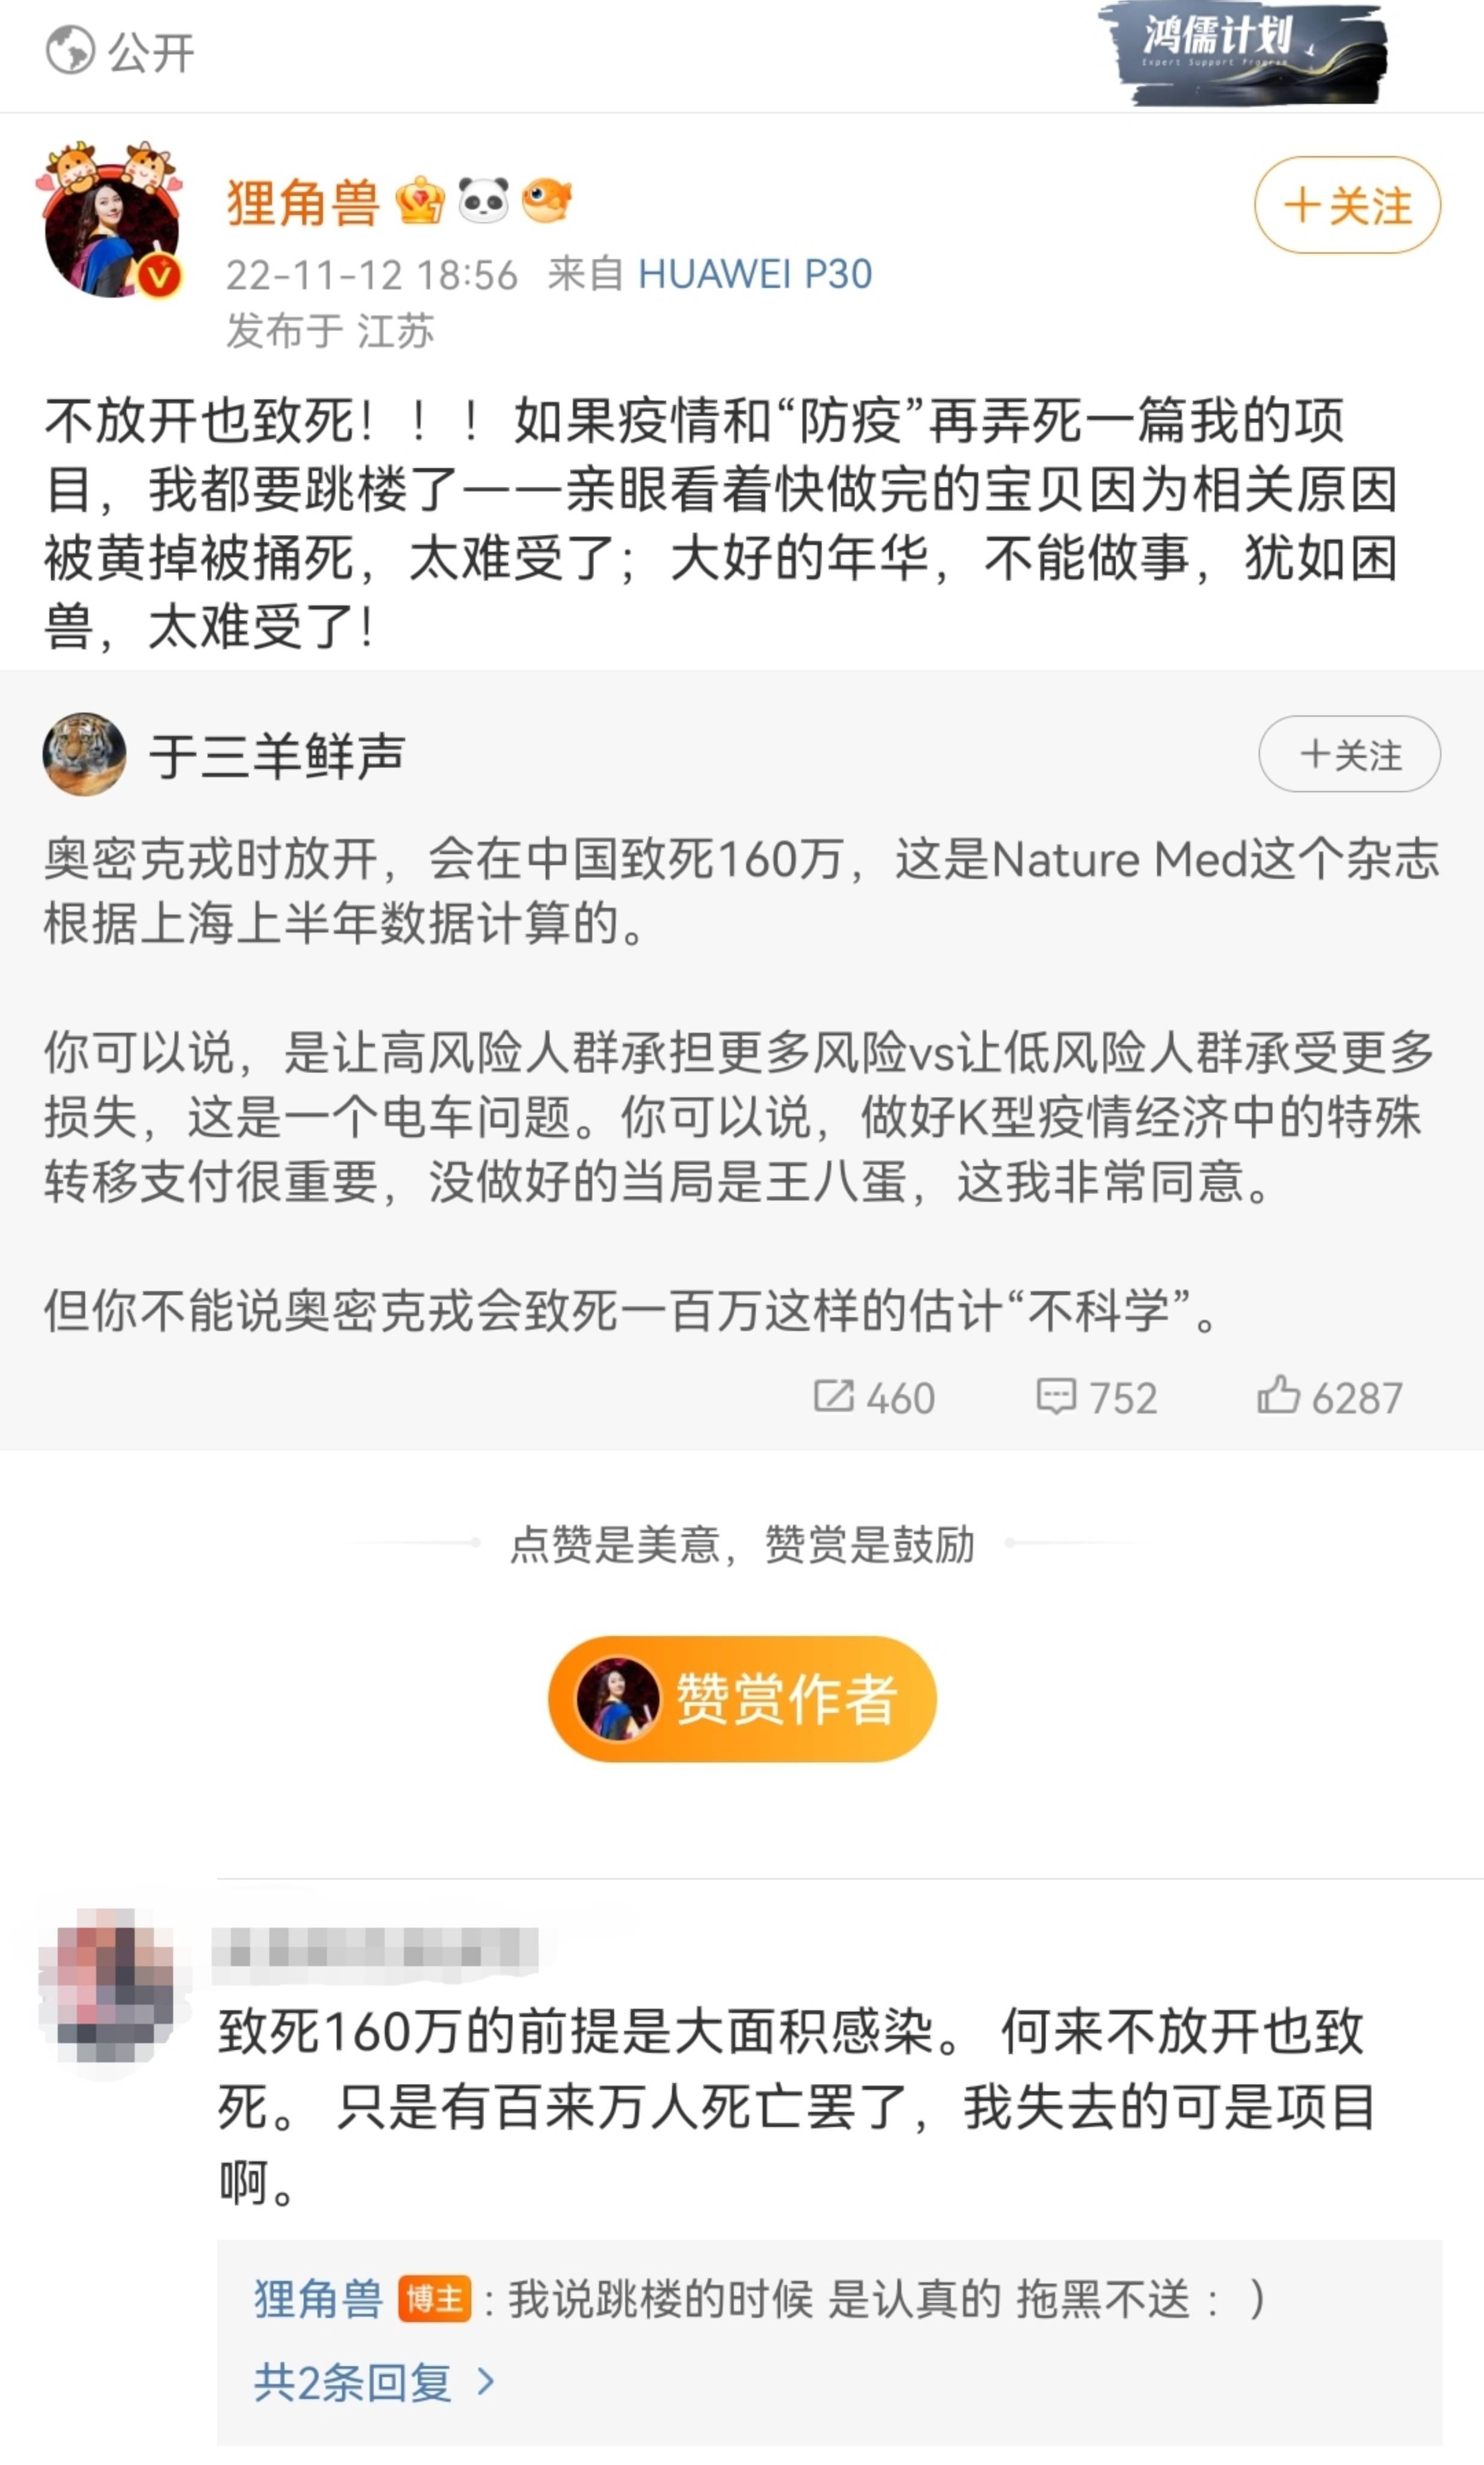 公开
鸿儒计划
Expert Support Program
狸角兽
+关注
22-11-12 18:56 来自 HUAWEI P30
发布于 江苏
不放开也致死！！！如果疫情和“防疫”再弄死一篇我的项
目，我都要跳楼了——亲眼看着快做完的宝贝因为相关原因
被黄掉被捅死，太难受了；大好的年华，不能做事，犹如困
兽，太难受了！
于三羊鲜声
+关注
奥密克戎时放开，会在中国致死160万，这是Nature Med这个杂志
根据上海上半年数据计算的。
你可以说，是让高风险人群承担更多风险vs让低风险人群承受更多
损失，这是一个电车问题。你可以说，做好K型疫情经济中的特殊
转移支付很重要，没做好的当局是王八蛋，这我非常同意。
但你不能说奥密克戎会致死一百万这样的估计“不科学”。
460 752 6287
点赞是美意，赞赏是鼓励
赞赏作者
致死160万的前提是大面积感染。 何来不放开也致
死。 只是有百来万人死亡罢了，我失去的可是项目
啊。
狸角兽 博主：我说跳楼的时候 是认真的 拖黑不送：）
共2条回复 >